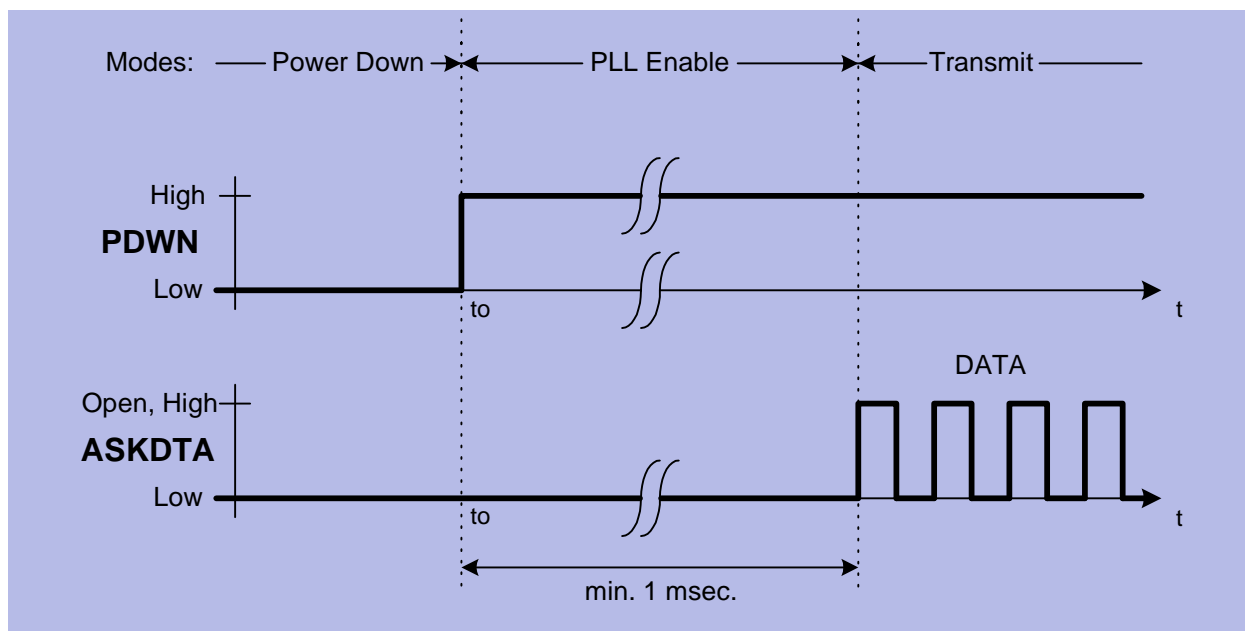 Modes: Power Down PLL Enable Transmit
High
PDWN
Low
to
t
DATA
Open, High
ASKDTA
Low
to
t
min. 1 msec.